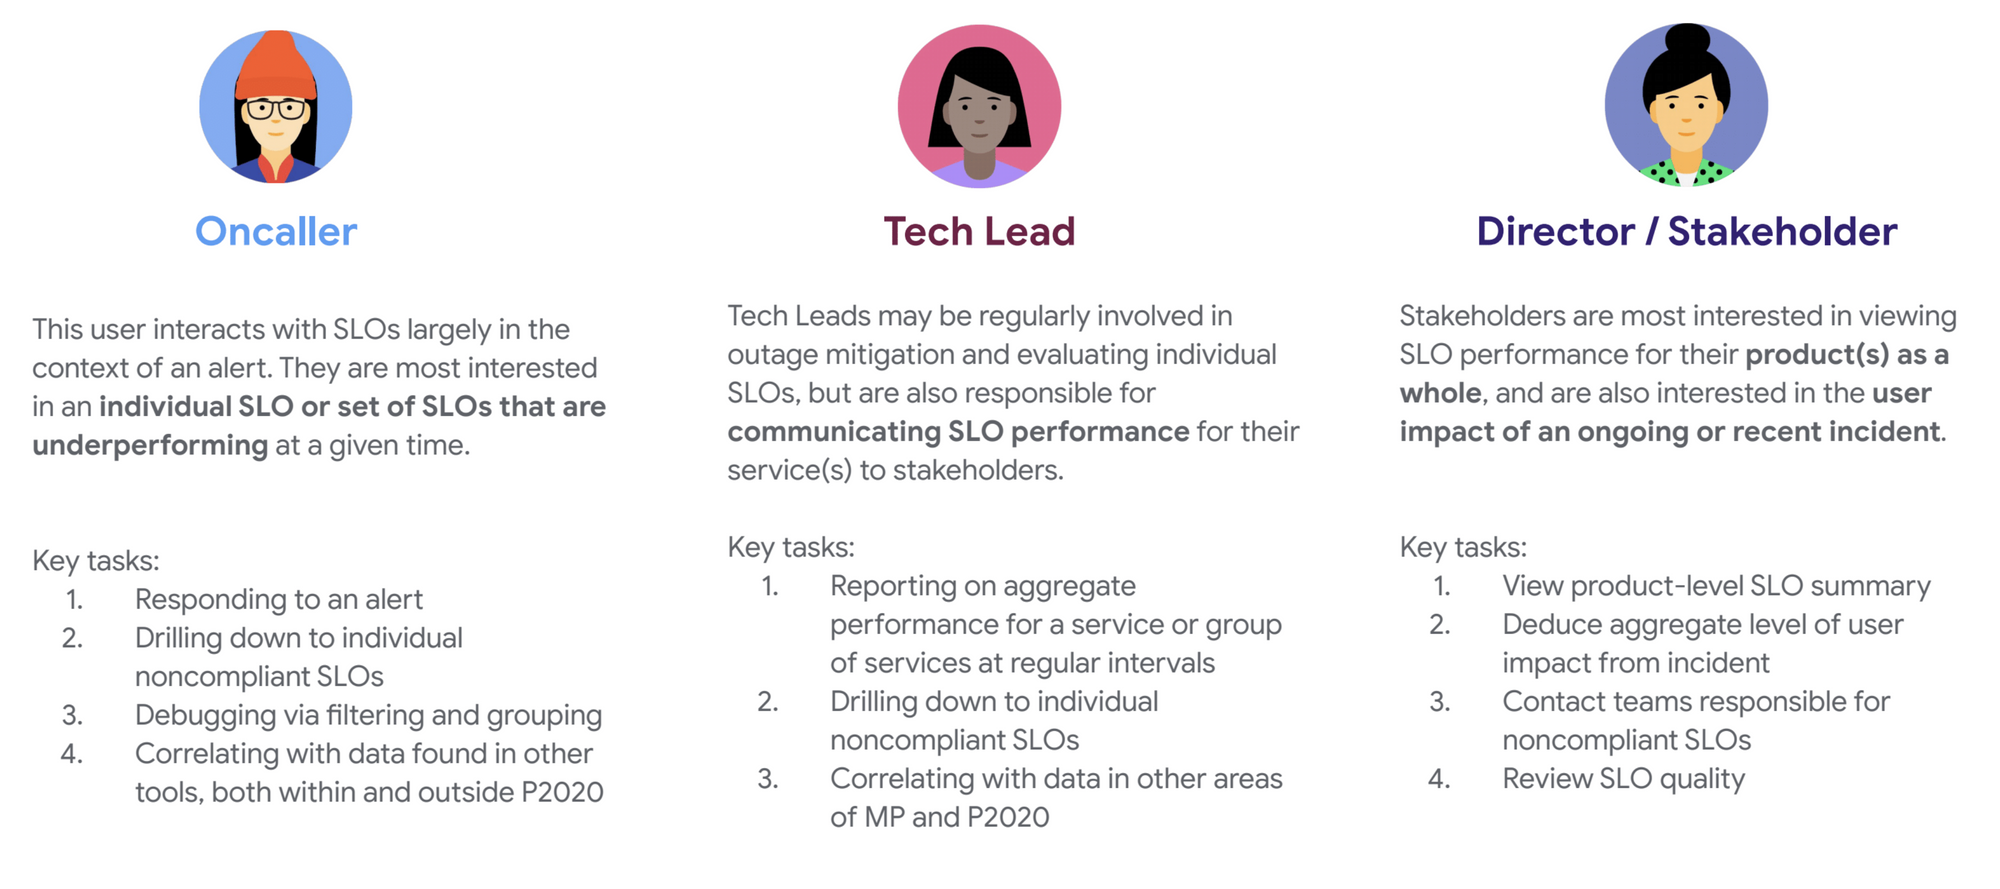 Oncaller
This user interacts with SLOs largely in the
context of an alert. They are most interested
in an individual SLO or set of SLOs that are
underperforming at a given time.
Key tasks:
1. Responding to an alert
2. Drilling down to individual
noncompliant SLOs
3. Debugging via filtering and grouping
4. Correlating with data found in other
tools, both within and outside P2020
Tech Lead
Tech Leads may be regularly involved in
outage mitigation and evaluating individual
SLOs, but are also responsible for
communicating SLO performance for their
service(s) to stakeholders.
Key tasks:
1. Reporting on aggregate
performance for a service or group
of services at regular intervals
2. Drilling down to individual
noncompliant SLOs
3. Correlating with data in other areas
of MP and P2020
Director / Stakeholder
Stakeholders are most interested in viewing
SLO performance for their product(s) as a
whole, and are also interested in the user
impact of an ongoing or recent incident.
Key tasks:
1. View product-level SLO summary
2. Deduce aggregate level of user
impact from incident
3. Contact teams responsible for
noncompliant SLOs
4. Review SLO quality